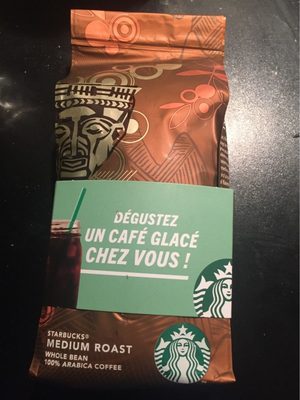 DÉGUSTEZ
UN CAFÉ GLACÉ
CHEZ VOUS !
STARBUCKS®
MEDIUM ROAST
WHOLE BEAN
100% ARABICA COFFEE